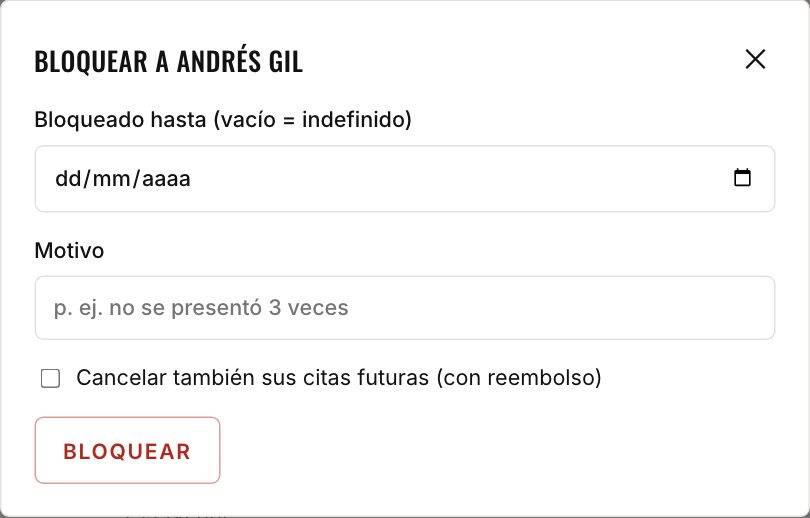 BLOQUEAR A ANDRÉS GIL
Bloqueado hasta (vacío = indefinido)
dd/mm/aaaa
Motivo
p. ej. no se presentó 3 veces
Cancelar también sus citas futuras (con reembolso)
BLOQUEAR